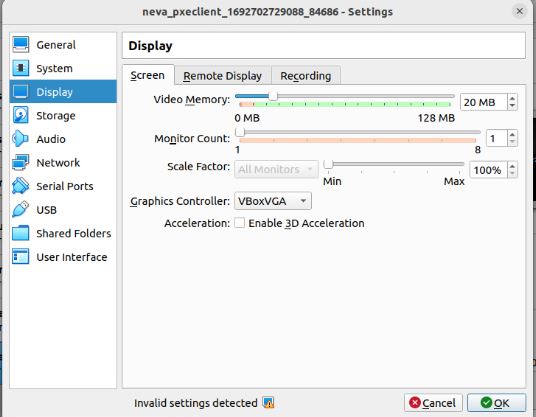 neva_pxeclient_1692702729088_84686 - Settings
General
System
Display
Storage
Audio
Network
Serial Ports
USB
Shared Folders
User Interface
Display
Screen Remote Display Recording
Video Memory: 20 MB
0 MB 128 MB
Monitor Count: 1
1 8
Scale Factor: All Monitors 100%
Min Max
Graphics Controller: VBoxVGA
Acceleration: Enable 3D Acceleration
Invalid settings detected Cancel OK